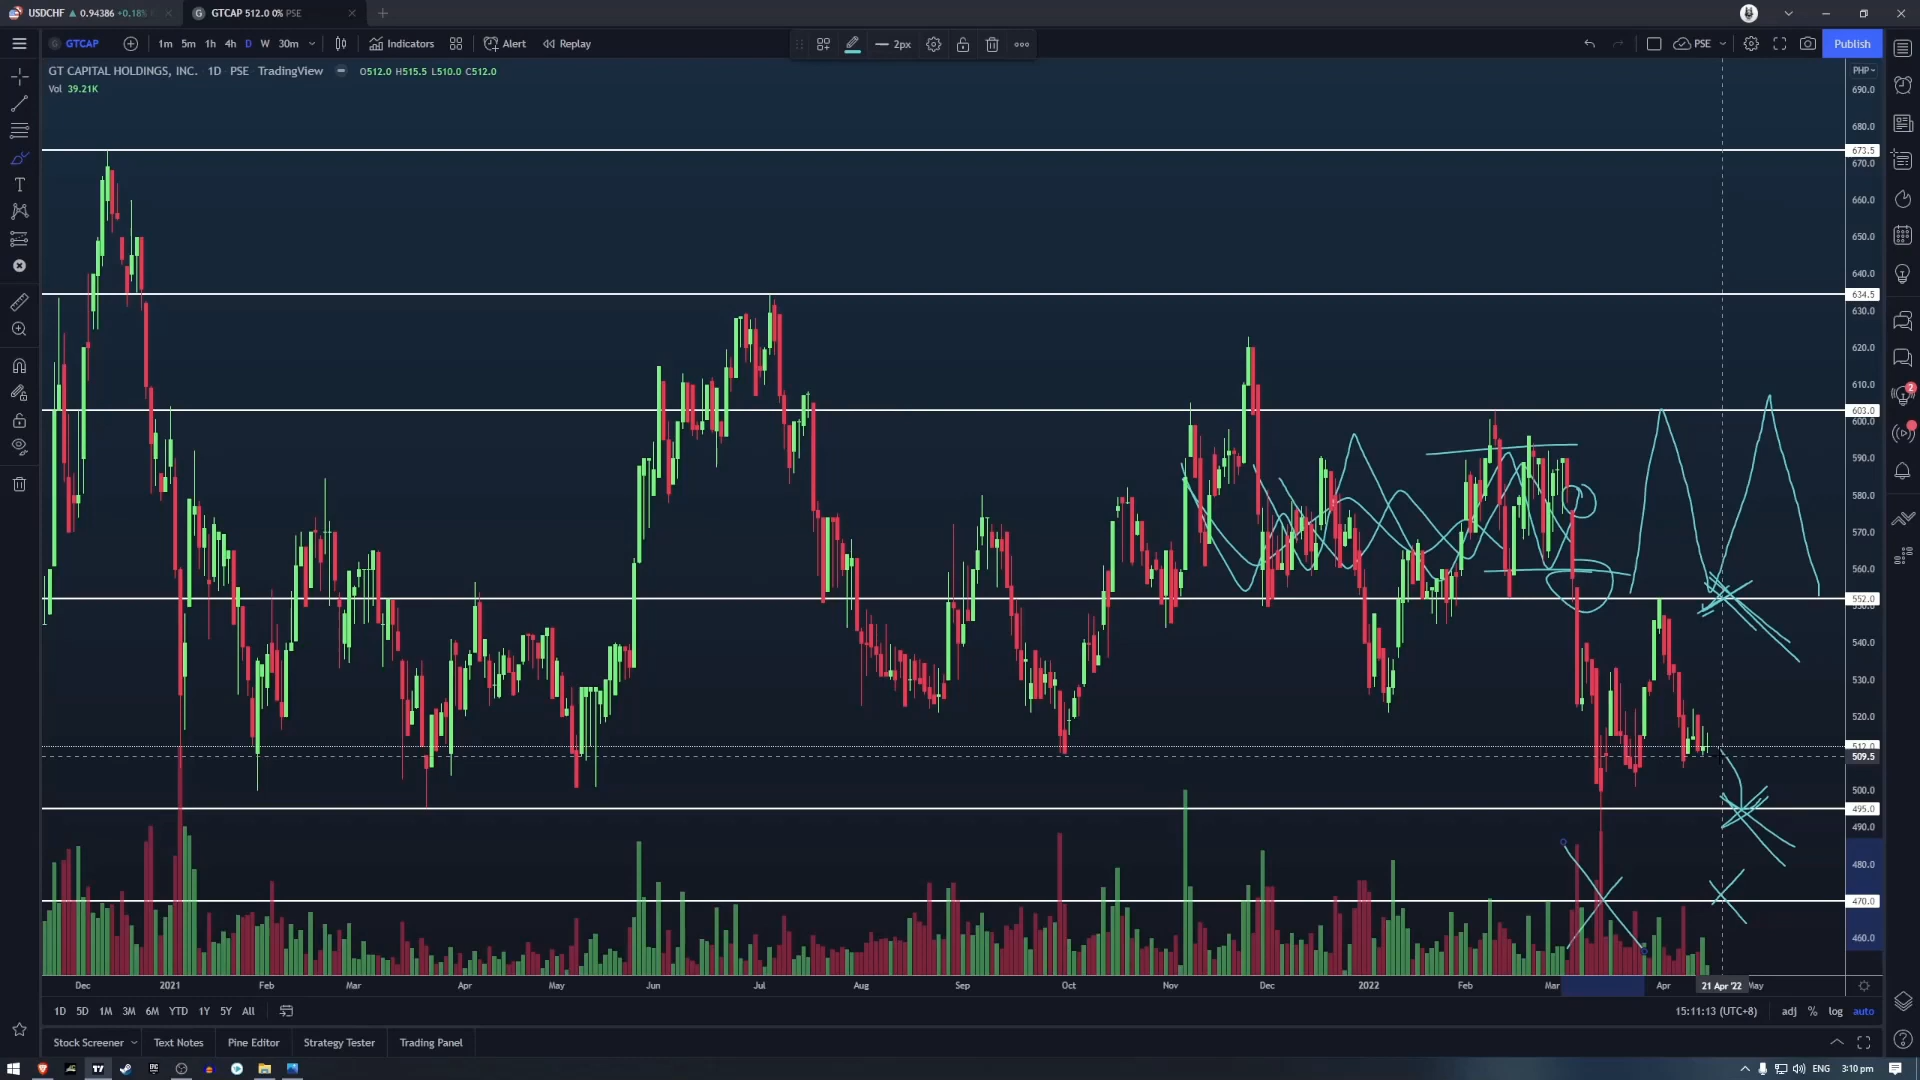 USDCHF ▲ 0.94386 +0.18%
GTCAP 512.0 0% PSE
GTCAP
1m 5m 1h 4h D W 30m
Indicators
Alert
Replay
2px
PSE
Publish
GT CAPITAL HOLDINGS, INC. 1D PSE TradingView
O512.0 H515.5 L510.0 C512.0
Vol 39.21K
PHP
690.0
680.0
673.5
670.0
660.0
650.0
640.0
634.5
630.0
620.0
610.0
603.0
600.0
590.0
580.0
570.0
560.0
552.0
540.0
530.0
520.0
512.0
509.5
500.0
495.0
490.0
480.0
470.0
460.0
2
Dec 2021 Feb Mar Apr May Jun Jul Aug Sep Oct Nov Dec 2022 Feb Mar Apr 21 Apr '22 May
1D 5D 1M 3M 6M YTD 1Y 5Y All
15:11:13 (UTC+8)
adj % log auto
Stock Screener
Text Notes
Pine Editor
Strategy Tester
Trading Panel
ENG 3:10 pm